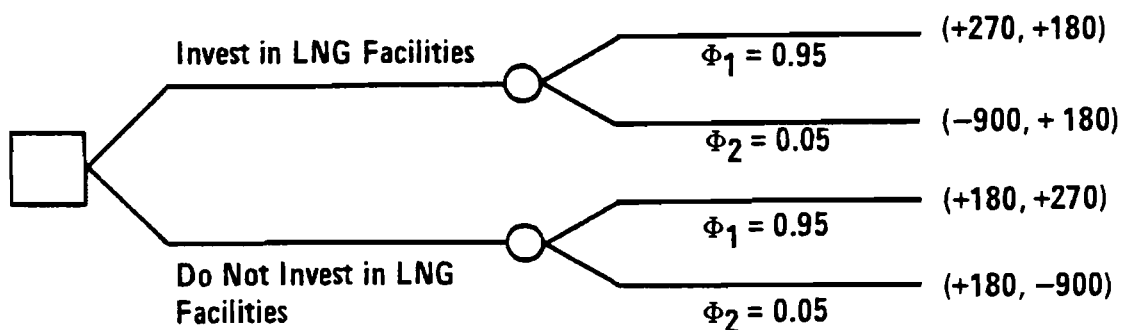 Invest in LNG Facilities
Φ1 = 0.95
(+270, +180)
Φ2 = 0.05
(−900, + 180)
Do Not Invest in LNG
Facilities
Φ1 = 0.95
(+180, +270)
Φ2 = 0.05
(+180, −900)